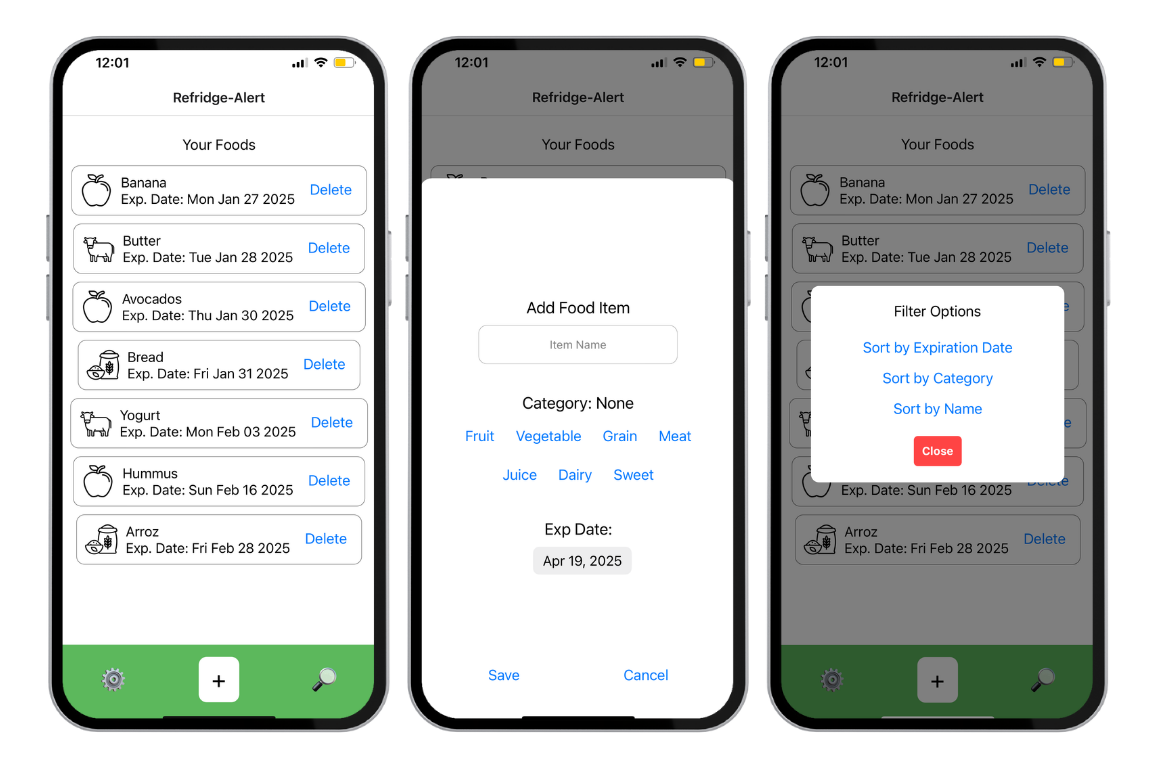 12:01
Refridge-Alert
Your Foods
Banana
Exp. Date: Mon Jan 27 2025
Delete
Butter
Exp. Date: Tue Jan 28 2025
Delete
Avocados
Exp. Date: Thu Jan 30 2025
Delete
Bread
Exp. Date: Fri Jan 31 2025
Delete
Yogurt
Exp. Date: Mon Feb 03 2025
Delete
Hummus
Exp. Date: Sun Feb 16 2025
Delete
Arroz
Exp. Date: Fri Feb 28 2025
Delete
+
12:01
Refridge-Alert
Your Foods
Add Food Item
Item Name
Category: None
Fruit Vegetable Grain Meat
Juice Dairy Sweet
Exp Date:
Apr 19, 2025
Save Cancel
12:01
Refridge-Alert
Your Foods
Banana
Exp. Date: Mon Jan 27 2025
Delete
Butter
Exp. Date: Tue Jan 28 2025
Delete
Filter Options
Sort by Expiration Date
Sort by Category
Sort by Name
Close
Exp. Date: Sun Feb 16 2025
Delete
Arroz
Exp. Date: Fri Feb 28 2025
Delete
+